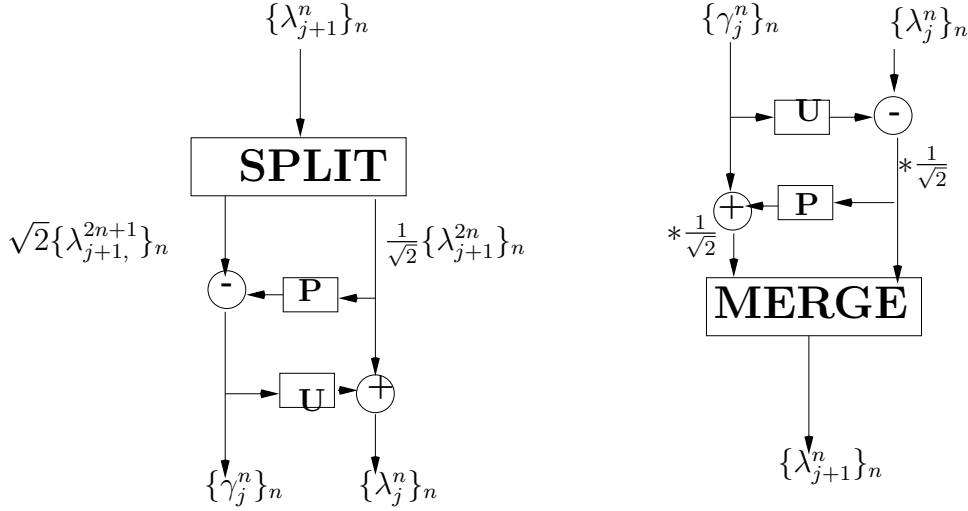 {λ^n_{j+1}}_n
SPLIT
√2{λ^{2n+1}_{j+1,}}_n
1/√2{λ^{2n}_{j+1}}_n
-
P
U
+
{γ^n_j}_n
{λ^n_j}_n
{γ^n_j}_n
{λ^n_j}_n
U
-
*1/√2
+
P
*1/√2
MERGE
{λ^n_{j+1}}_n